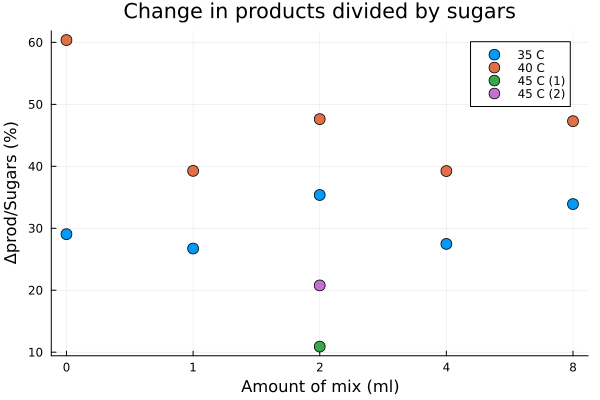 Change in products divided by sugars
Δprod/Sugars (%)
60
50
40
30
20
10
35 C
40 C
45 C (1)
45 C (2)
0 1 2 4 8
Amount of mix (ml)